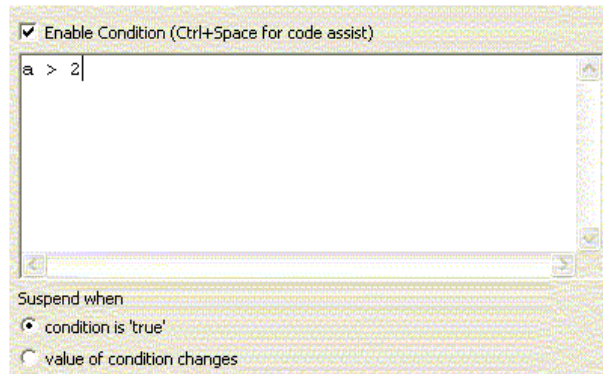 Enable Condition (Ctrl+Space for code assist)
a > 2
Suspend when
condition is 'true'
value of condition changes